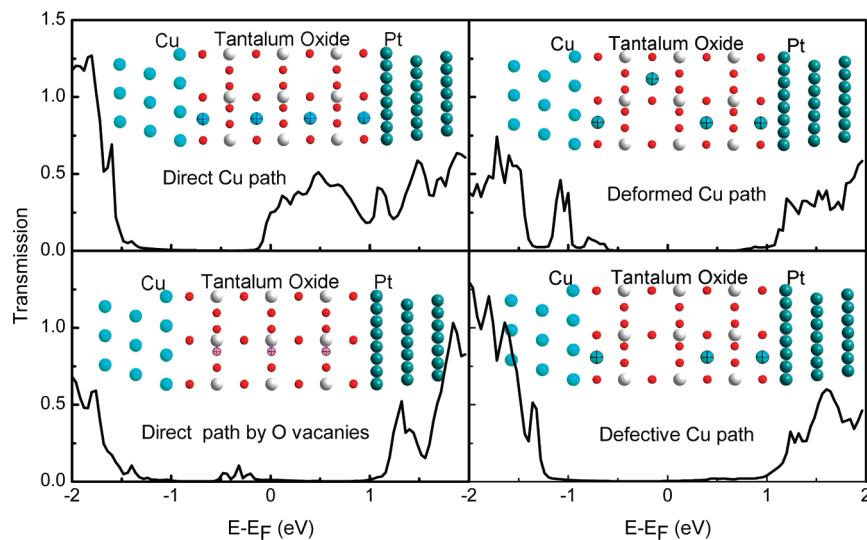 Transmission
1.5
1.0
0.5
0.0
Cu Tantalum Oxide Pt
Direct Cu path
Cu Tantalum Oxide Pt
Deformed Cu path
1.0
0.5
0.0
Cu Tantalum Oxide Pt
Direct path by O vacanies
Cu Tantalum Oxide Pt
Defective Cu path
-2 -1 0 1 -2 -1 0 1 2
E-EF (eV) E-EF (eV)